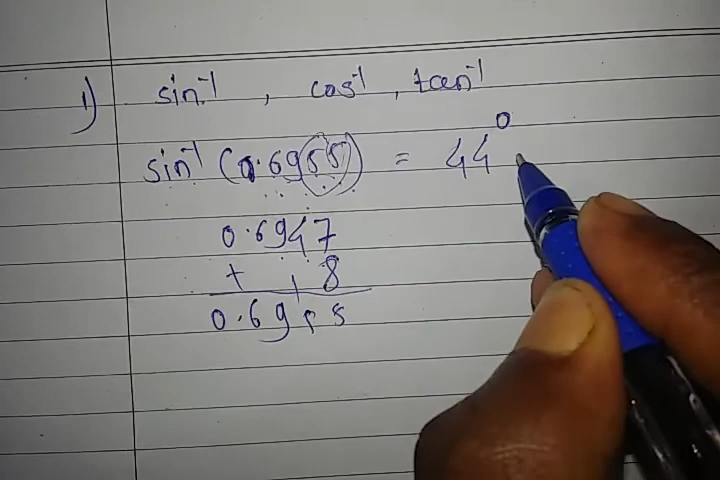 1) sin⁻¹, cos⁻¹, tan⁻¹
sin⁻¹ (0.6955) = 44°
0.6947
+ 8
0.6955